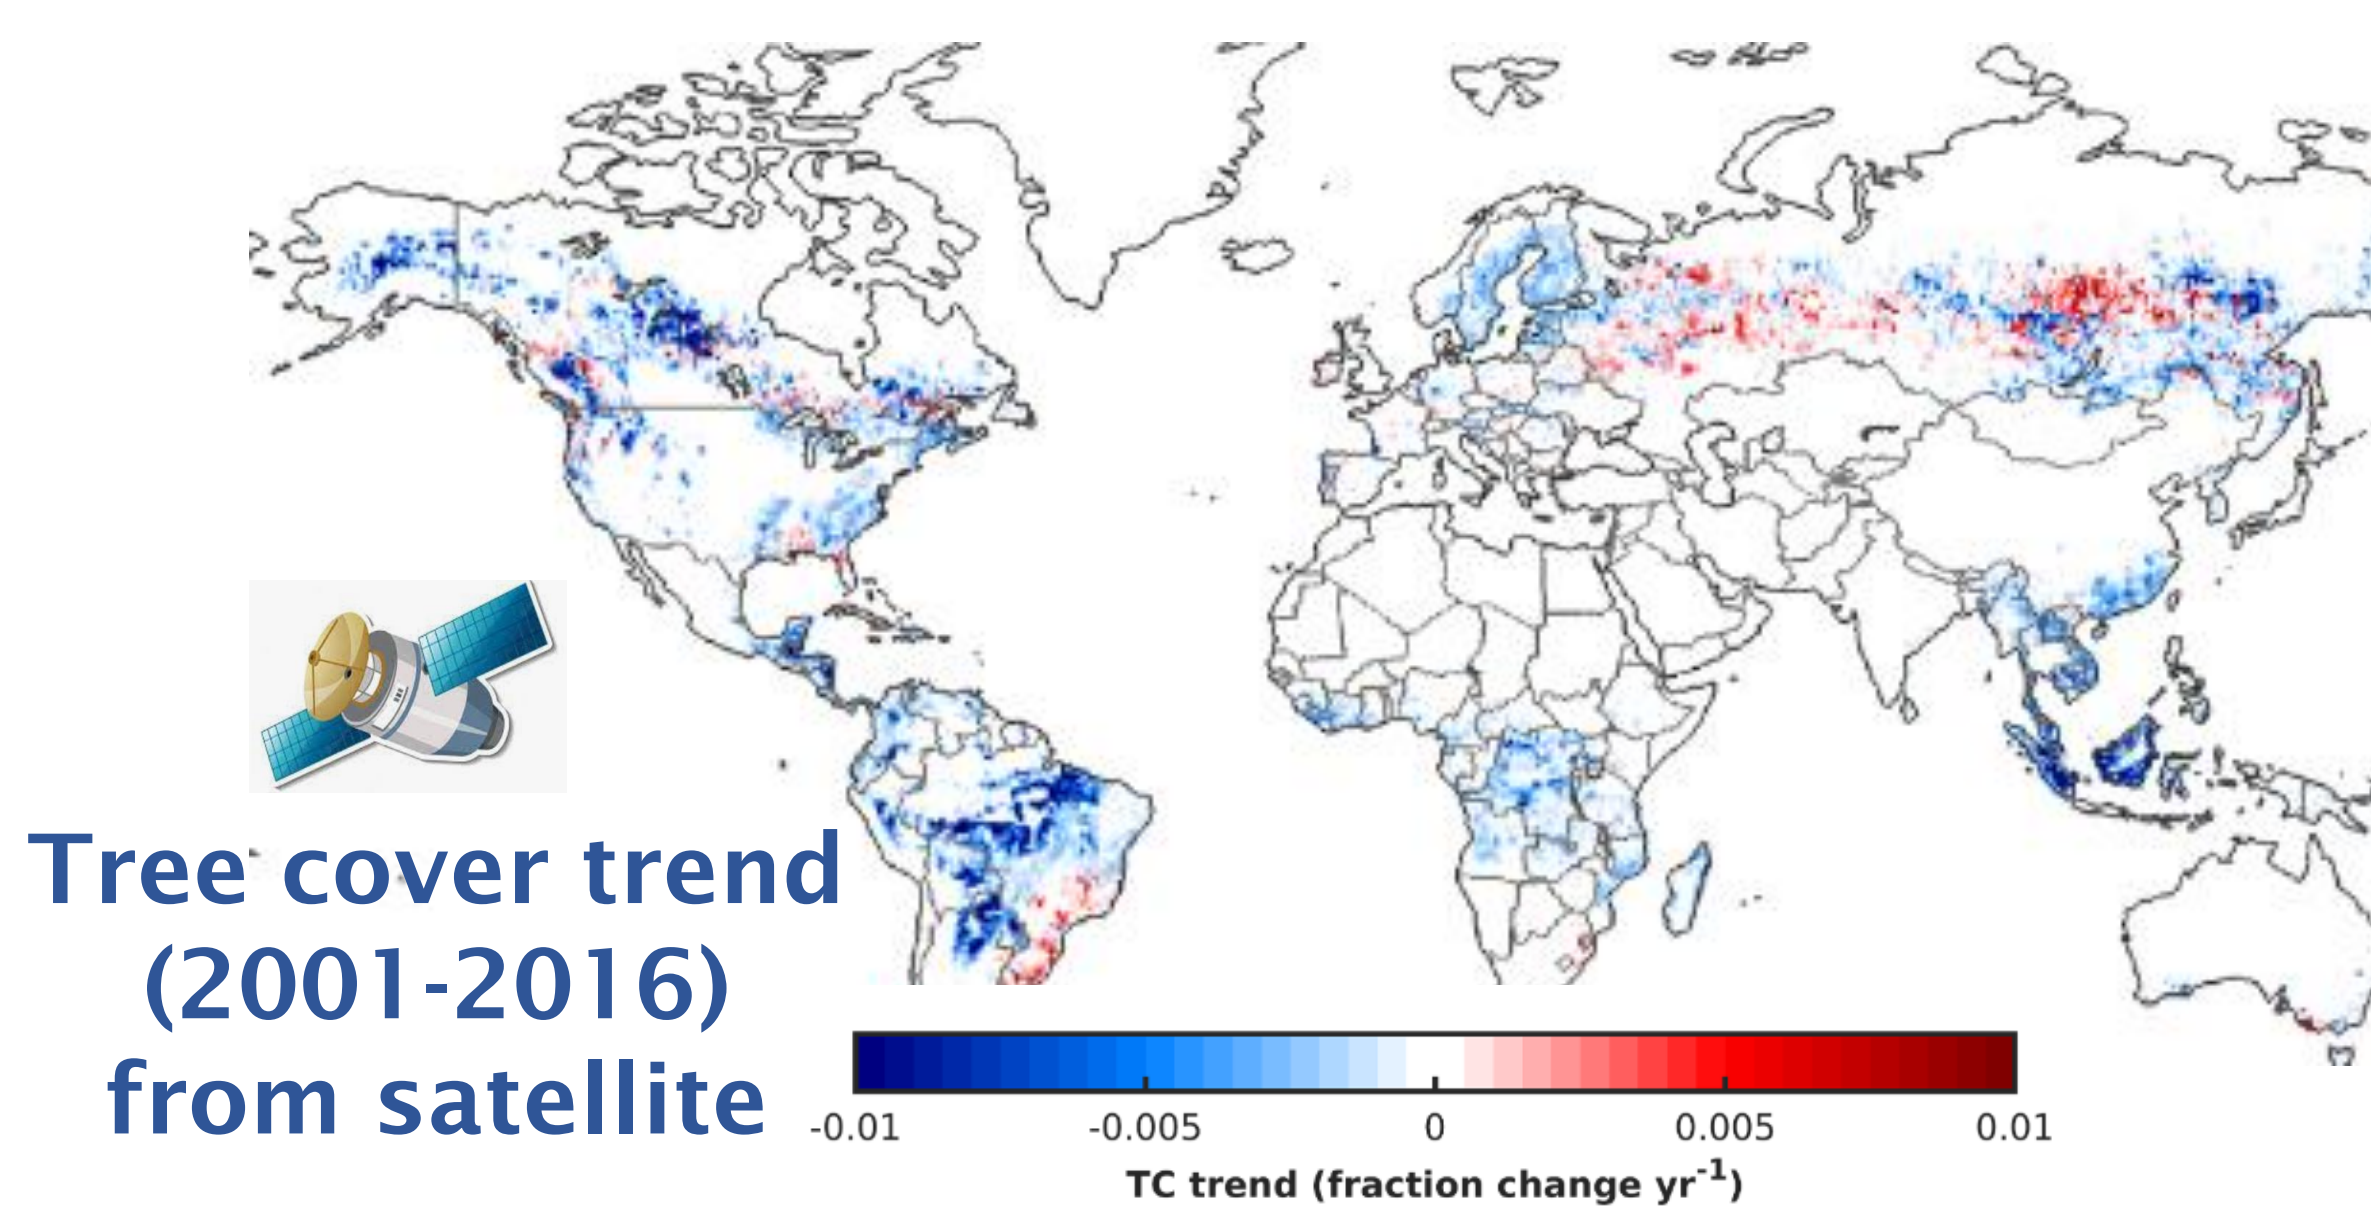 Tree cover trend
(2001-2016)
from satellite
-0.01 -0.005 0 0.005 0.01
TC trend (fraction change yr⁻¹)